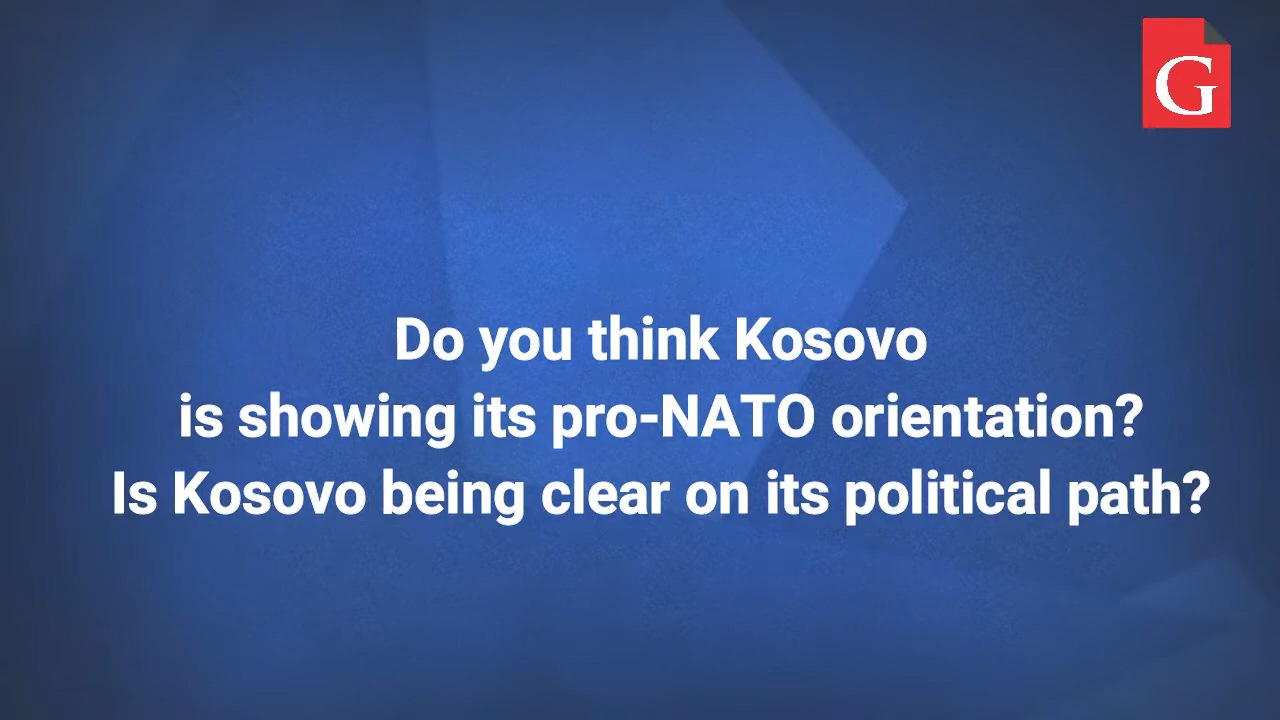 G
Do you think Kosovo
is showing its pro-NATO orientation?
Is Kosovo being clear on its political path?